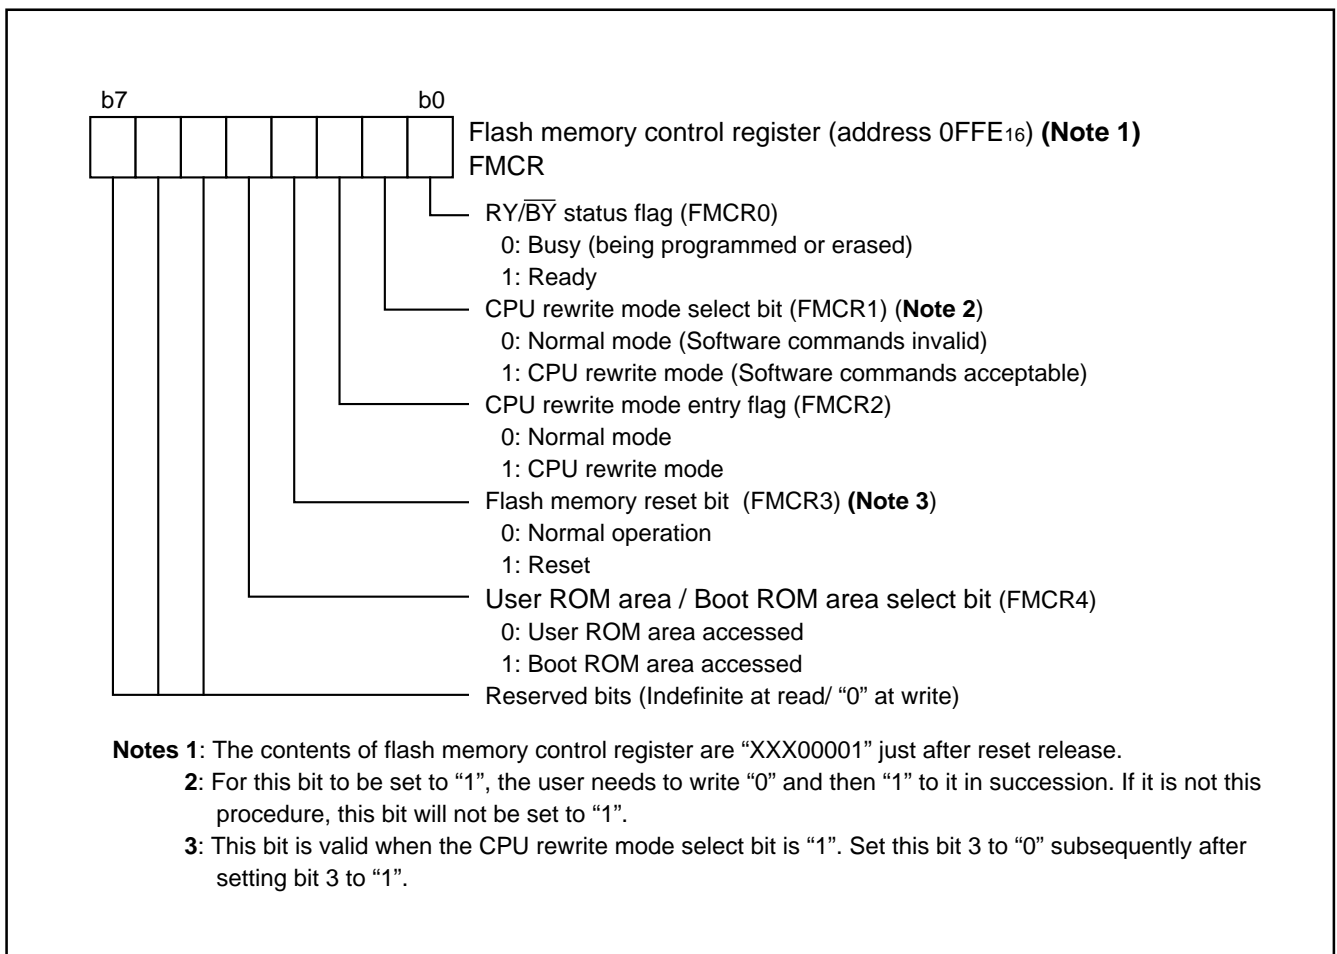 b7 b0
Flash memory control register (address 0FFE16) (Note 1)
FMCR
RY/BY status flag (FMCR0)
0: Busy (being programmed or erased)
1: Ready
CPU rewrite mode select bit (FMCR1) (Note 2)
0: Normal mode (Software commands invalid)
1: CPU rewrite mode (Software commands acceptable)
CPU rewrite mode entry flag (FMCR2)
0: Normal mode
1: CPU rewrite mode
Flash memory reset bit (FMCR3) (Note 3)
0: Normal operation
1: Reset
User ROM area / Boot ROM area select bit (FMCR4)
0: User ROM area accessed
1: Boot ROM area accessed
Reserved bits (Indefinite at read/ “0” at write)
Notes 1: The contents of flash memory control register are “XXX00001” just after reset release.
2: For this bit to be set to “1”, the user needs to write “0” and then “1” to it in succession. If it is not this
procedure, this bit will not be set to “1”.
3: This bit is valid when the CPU rewrite mode select bit is “1”. Set this bit 3 to “0” subsequently after
setting bit 3 to “1”.